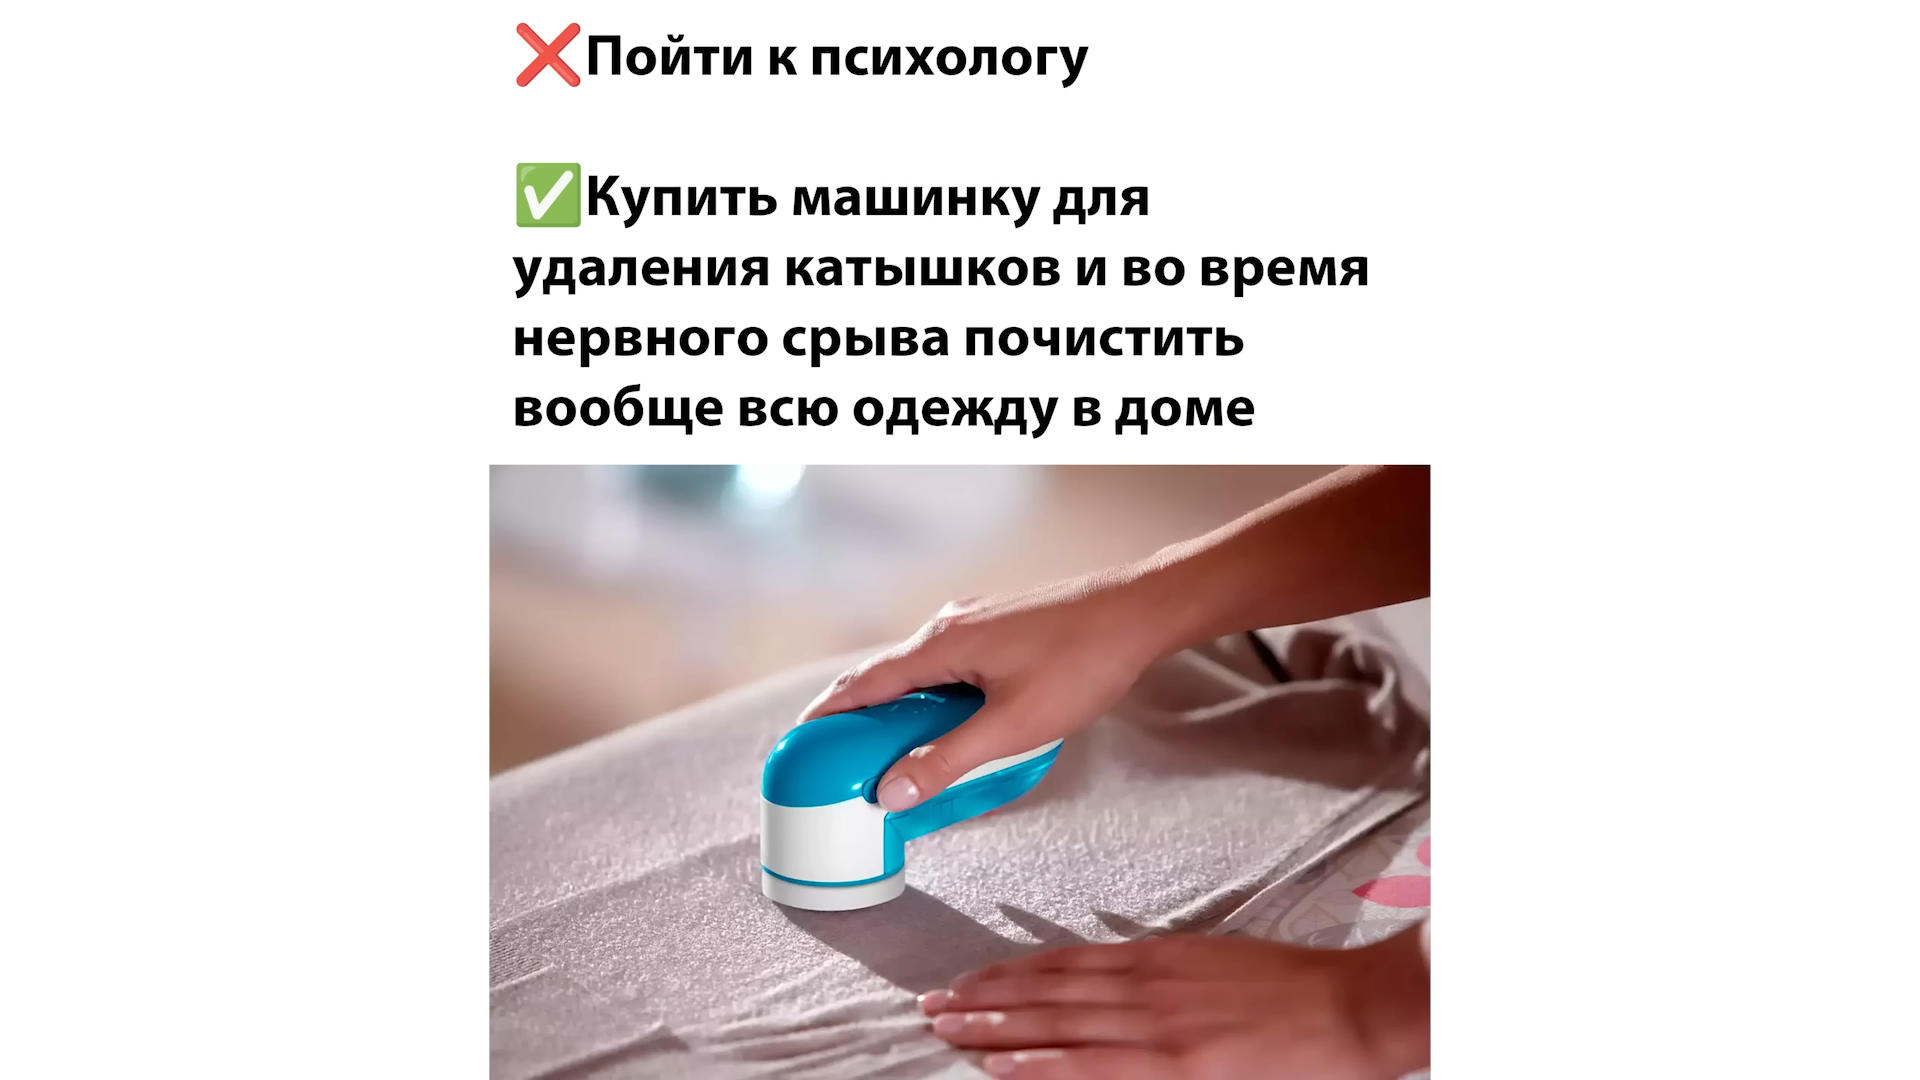 ❌Пойти к психологу
✅Купить машинку для
удаления катышков и во время
нервного срыва почистить
вообще всю одежду в доме